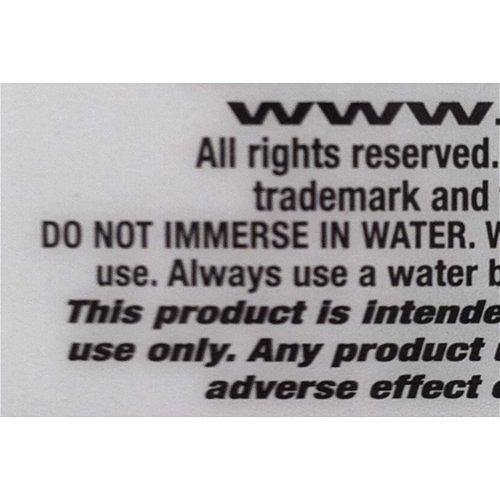 www.
All rights reserved.
trademark and
DO NOT IMMERSE IN WATER.
use. Always use a water
This product is intende
use only. Any product
adverse effect